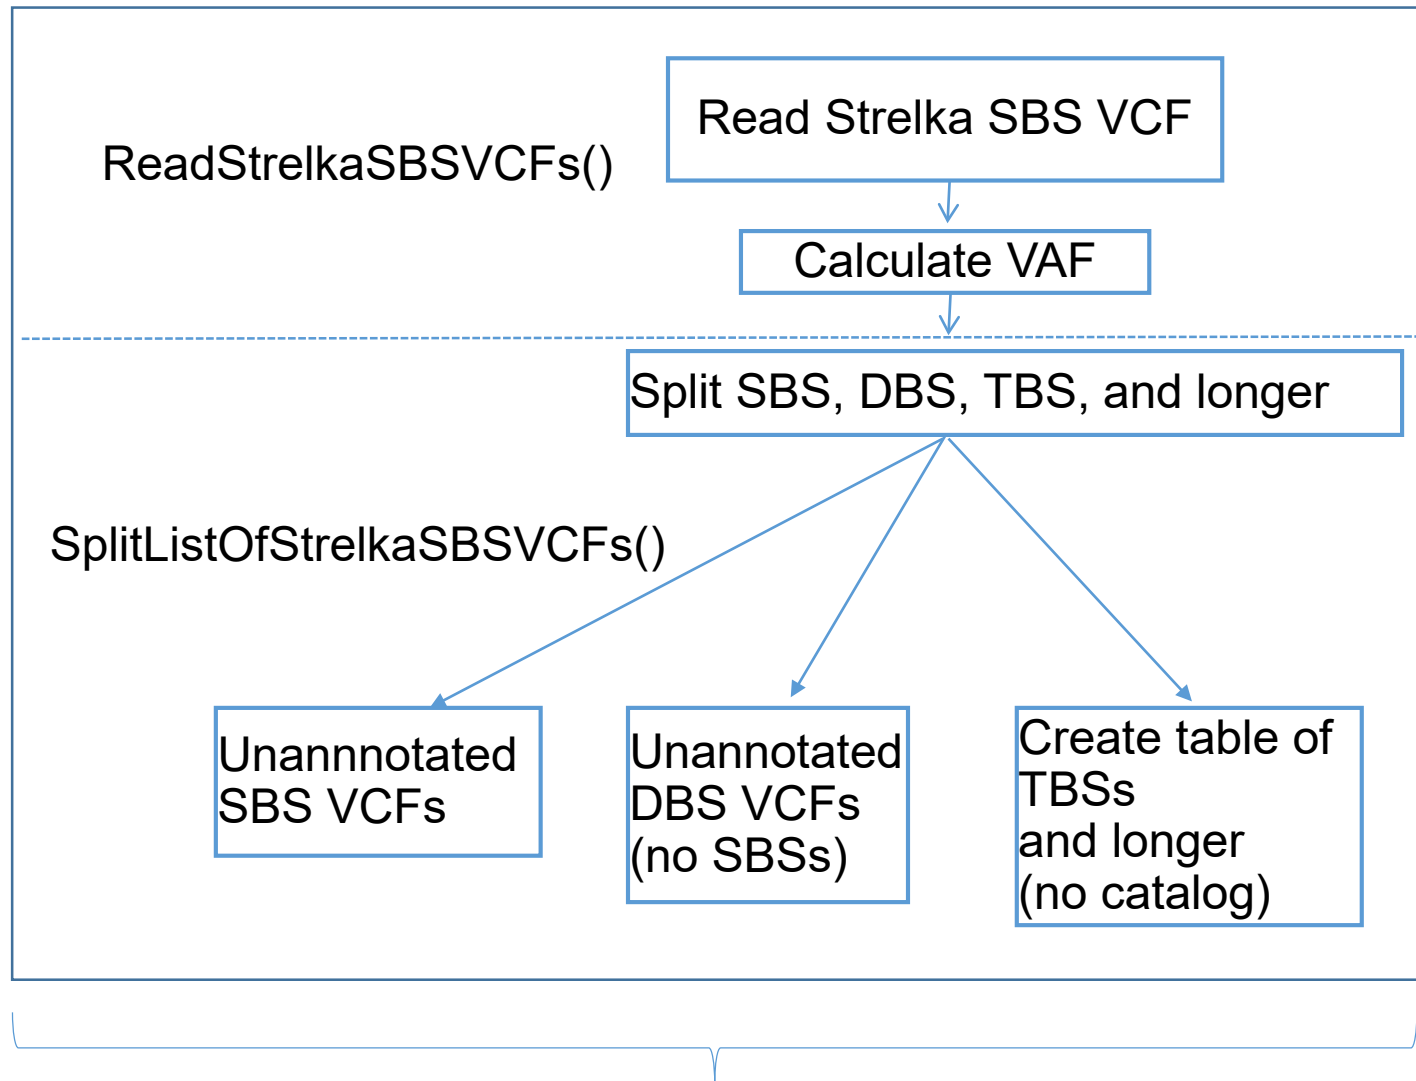 Read Strelka SBS VCF
ReadStrelkaSBSVCFs()
Calculate VAF
Split SBS, DBS, TBS, and longer
SplitListOfStrelkaSBSVCFs()
Unannnotated
SBS VCFs
Unannotated
DBS VCFs
(no SBSs)
Create table of
TBSs
and longer
(no catalog)